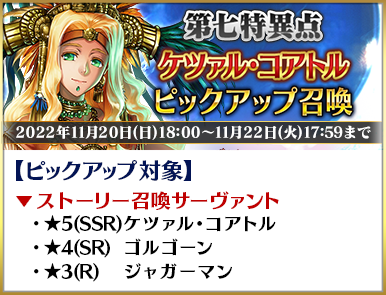 第七特異点
ケツァル・コアトル
ピックアップ召喚
2022年11月20日(日)18:00～11月22日(火)17:59まで
【ピックアップ対象】
▼ストーリー召喚サーヴァント
・★5(SSR)ケツァル・コアトル
・★4(SR) ゴルゴーン
・★3(R) ジャガーマン